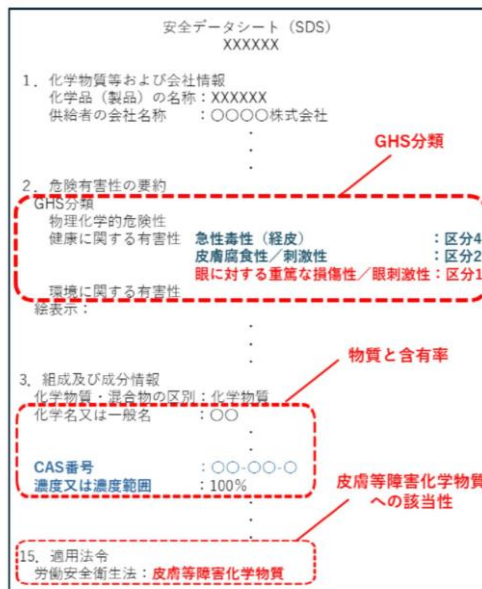 安全データシート（SDS）
XXXXXX
1．化学物質等および会社情報
化学品（製品）の名称：XXXXXX
供給者の会社名称　：〇〇〇〇株式会社
GHS分類
2．危険有害性の要約
GHS分類
物理化学的危険性
健康に関する有害性　急性毒性（経皮）　：区分4
皮膚腐食性／刺激性　：区分2
眼に対する重篤な損傷性／眼刺激性：区分1
環境に関する有害性
絵表示：
物質と含有率
3．組成及び成分情報
化学物質・混合物の区別：化学物質
化学名又は一般名　：〇〇
CAS番号　：〇〇-〇〇-〇
濃度又は濃度範囲　：100％
皮膚等障害化学物質
への該当性
15．適用法令
労働安全衛生法：皮膚等障害化学物質